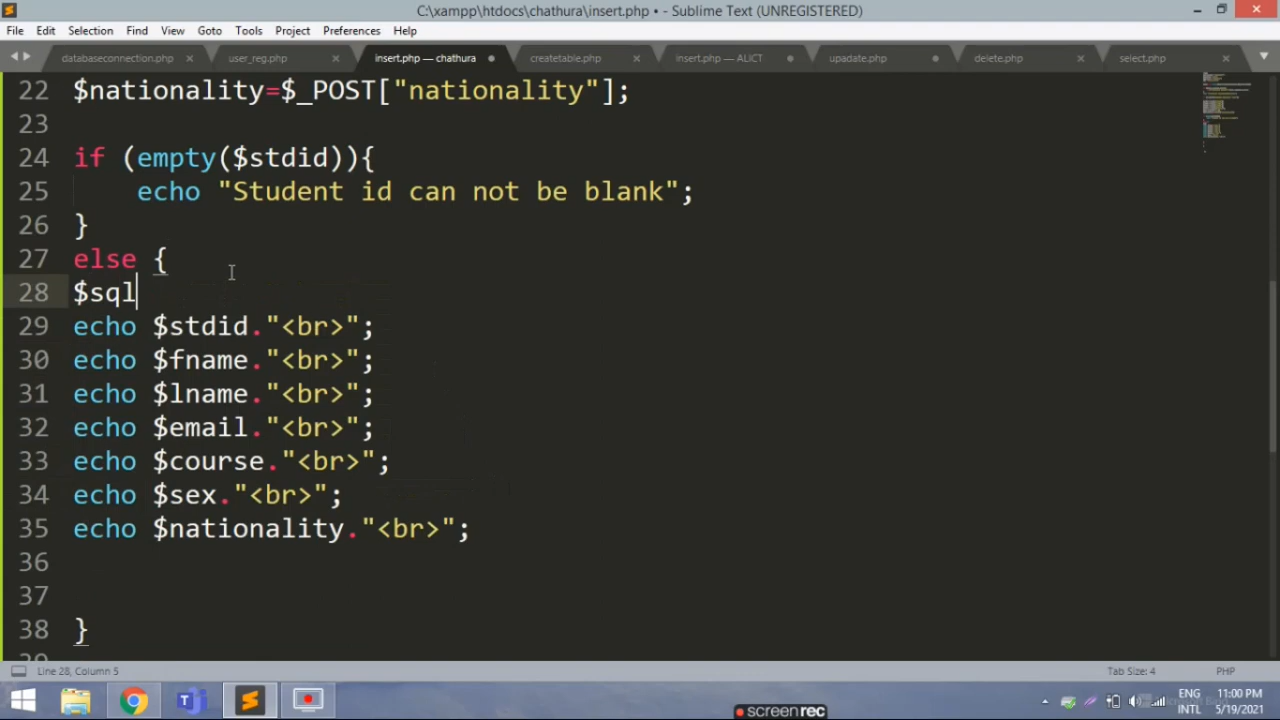 C:\xampp\htdocs\chathura\insert.php • - Sublime Text (UNREGISTERED)
File Edit Selection Find View Goto Tools Project Preferences Help
databaseconnection.php user_reg.php insert.php — chathura createtable.php insert.php — ALICT upadate.php delete.php select.php
22 $nationality=$_POST["nationality"];
23
24 if (empty($stdid)){
25 echo "Student id can not be blank";
26 }
27 else {
28 $sql
29 echo $stdid."<br>";
30 echo $fname."<br>";
31 echo $lname."<br>";
32 echo $email."<br>";
33 echo $course."<br>";
34 echo $sex."<br>";
35 echo $nationality."<br>";
36
37
38 }
Line 28, Column 5 Tab Size: 4 PHP
ENG 11:00 PM
INTL 5/19/2021
screenrec